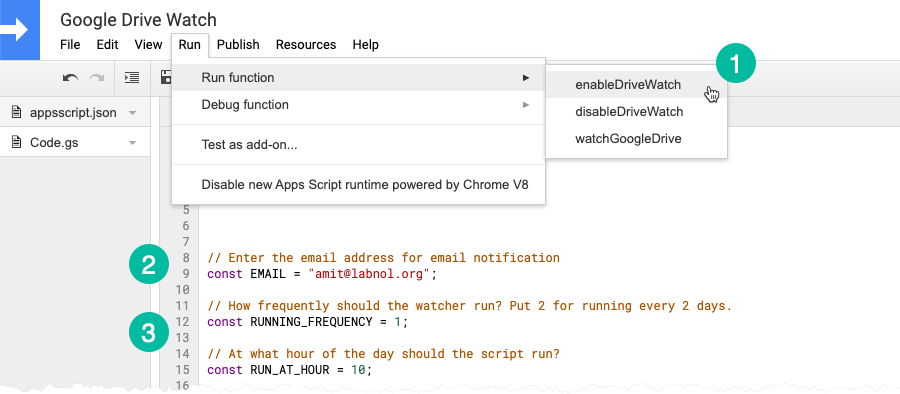 Google Drive Watch
File Edit View Run Publish Resources Help
1
Run function
enableDriveWatch
Debug function
disableDriveWatch
watchGoogleDrive
Test as add-on...
Disable new Apps Script runtime powered by Chrome V8
appsscript.json
Code.gs
5
6
7
2
8 // Enter the email address for email notification
9 const EMAIL = "amit@labnol.org";
10
11 // How frequently should the watcher run? Put 2 for running every 2 days.
3
12 const RUNNING_FREQUENCY = 1;
13
14 // At what hour of the day should the script run?
15 const RUN_AT_HOUR = 10;
16